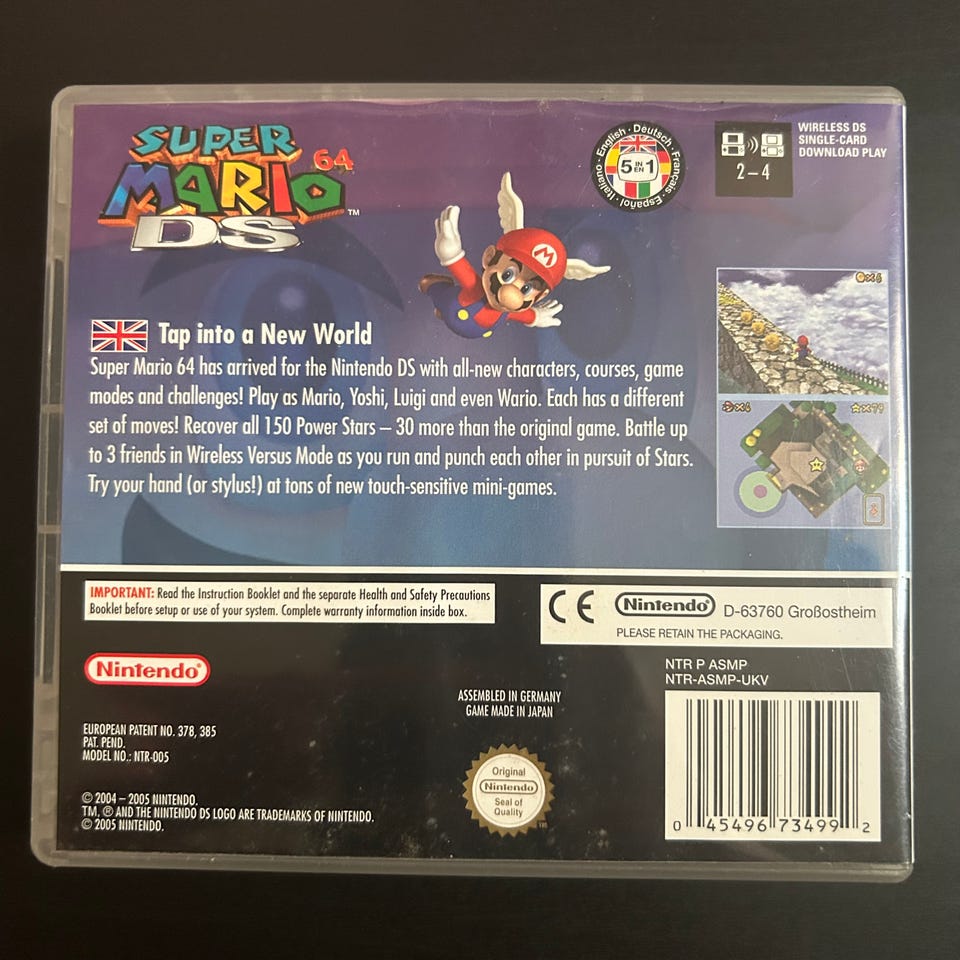 SUPER
MARIO 64
DS ™
English · Deutsch · Français · Español · Italiano
5 IN EN 1
WIRELESS DS
SINGLE-CARD
DOWNLOAD PLAY
2 – 4
M
×6
×6
×79
Tap into a New World
Super Mario 64 has arrived for the Nintendo DS with all-new characters, courses, game
modes and challenges! Play as Mario, Yoshi, Luigi and even Wario. Each has a different
set of moves! Recover all 150 Power Stars – 30 more than the original game. Battle up
to 3 friends in Wireless Versus Mode as you run and punch each other in pursuit of Stars.
Try your hand (or stylus!) at tons of new touch-sensitive mini-games.
IMPORTANT: Read the Instruction Booklet and the separate Health and Safety Precautions
Booklet before setup or use of your system. Complete warranty information inside box.
CE Nintendo® D-63760 Großostheim
PLEASE RETAIN THE PACKAGING.
Nintendo®
NTR P ASMP
NTR-ASMP-UKV
ASSEMBLED IN GERMANY
GAME MADE IN JAPAN
EUROPEAN PATENT NO. 378, 385
PAT. PEND.
MODEL NO.: NTR-005
Original
Nintendo
Seal of
Quality
© 2004 – 2005 NINTENDO.
TM, ® AND THE NINTENDO DS LOGO ARE TRADEMARKS OF NINTENDO.
© 2005 NINTENDO.
0 45496 73499 2